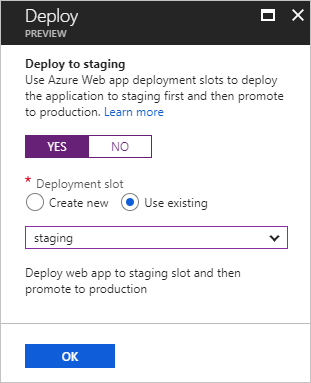 Deploy
PREVIEW
Deploy to staging
Use Azure Web app deployment slots to deploy
the application to staging first and then promote
to production. Learn more
YES NO
* Deployment slot
Create new Use existing
staging
Deploy web app to staging slot and then
promote to production
OK